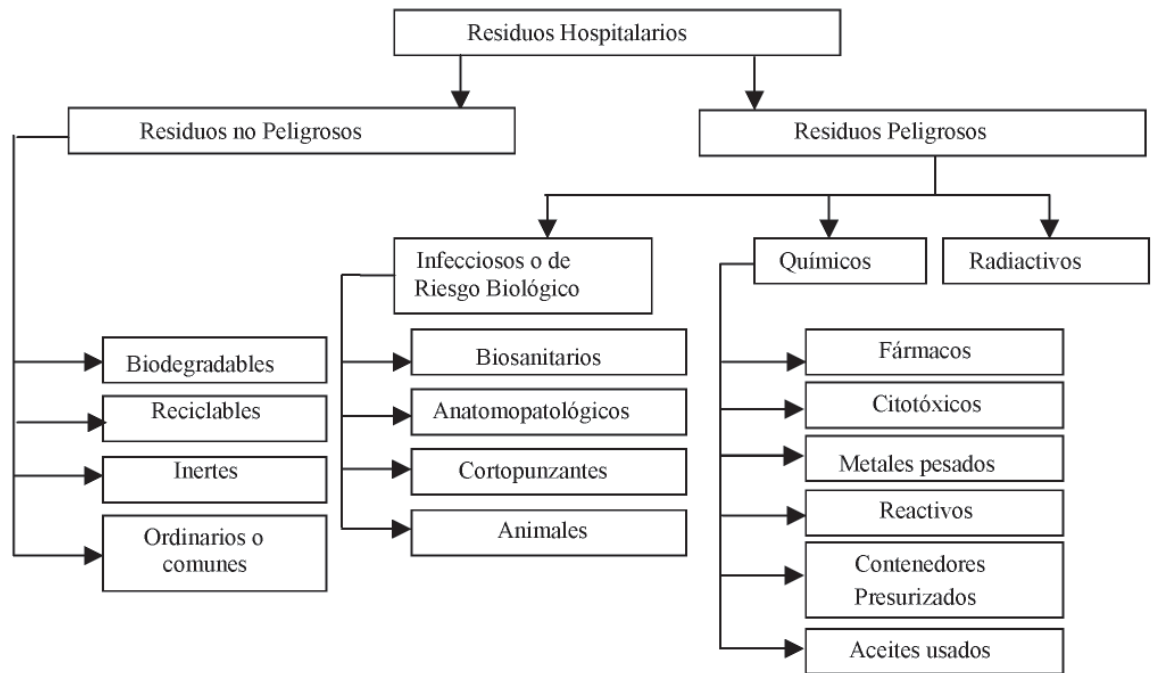 Residuos Hospitalarios
Residuos no Peligrosos
Residuos Peligrosos
Infecciosos o de
Riesgo Biológico
Químicos
Radiactivos
Biodegradables
Reciclables
Inertes
Ordinarios o
comunes
Biosanitarios
Anatomopatológicos
Cortopunzantes
Animales
Fármacos
Citotóxicos
Metales pesados
Reactivos
Contenedores
Presurizados
Aceites usados